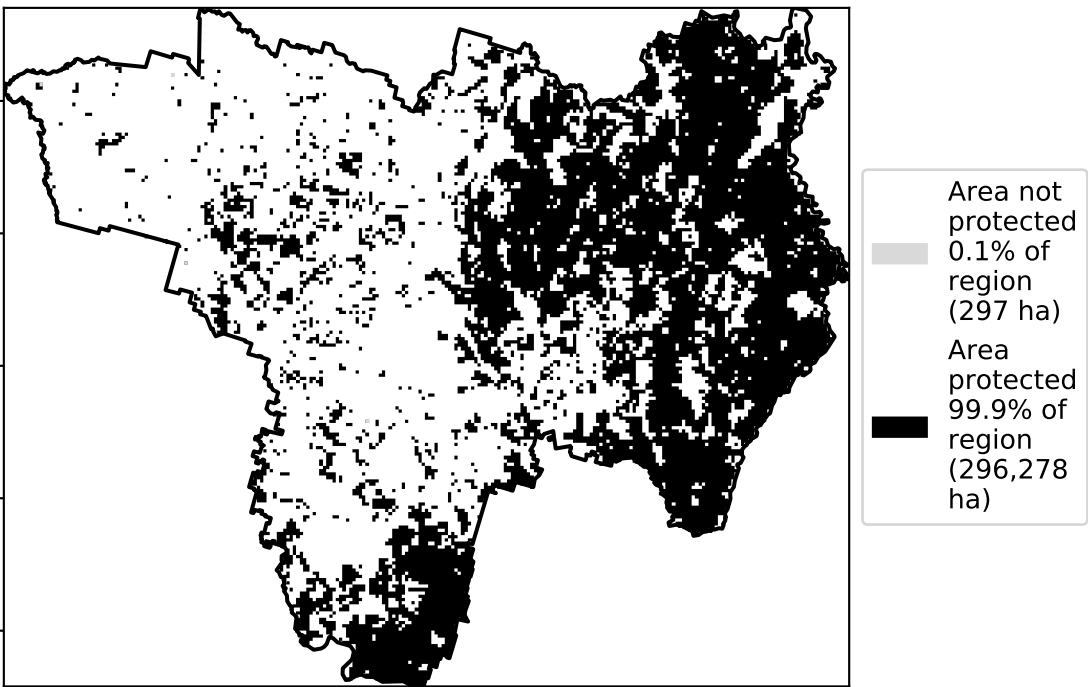 Area not
protected
0.1% of
region
(297 ha)
Area
protected
99.9% of
region
(296,278
ha)